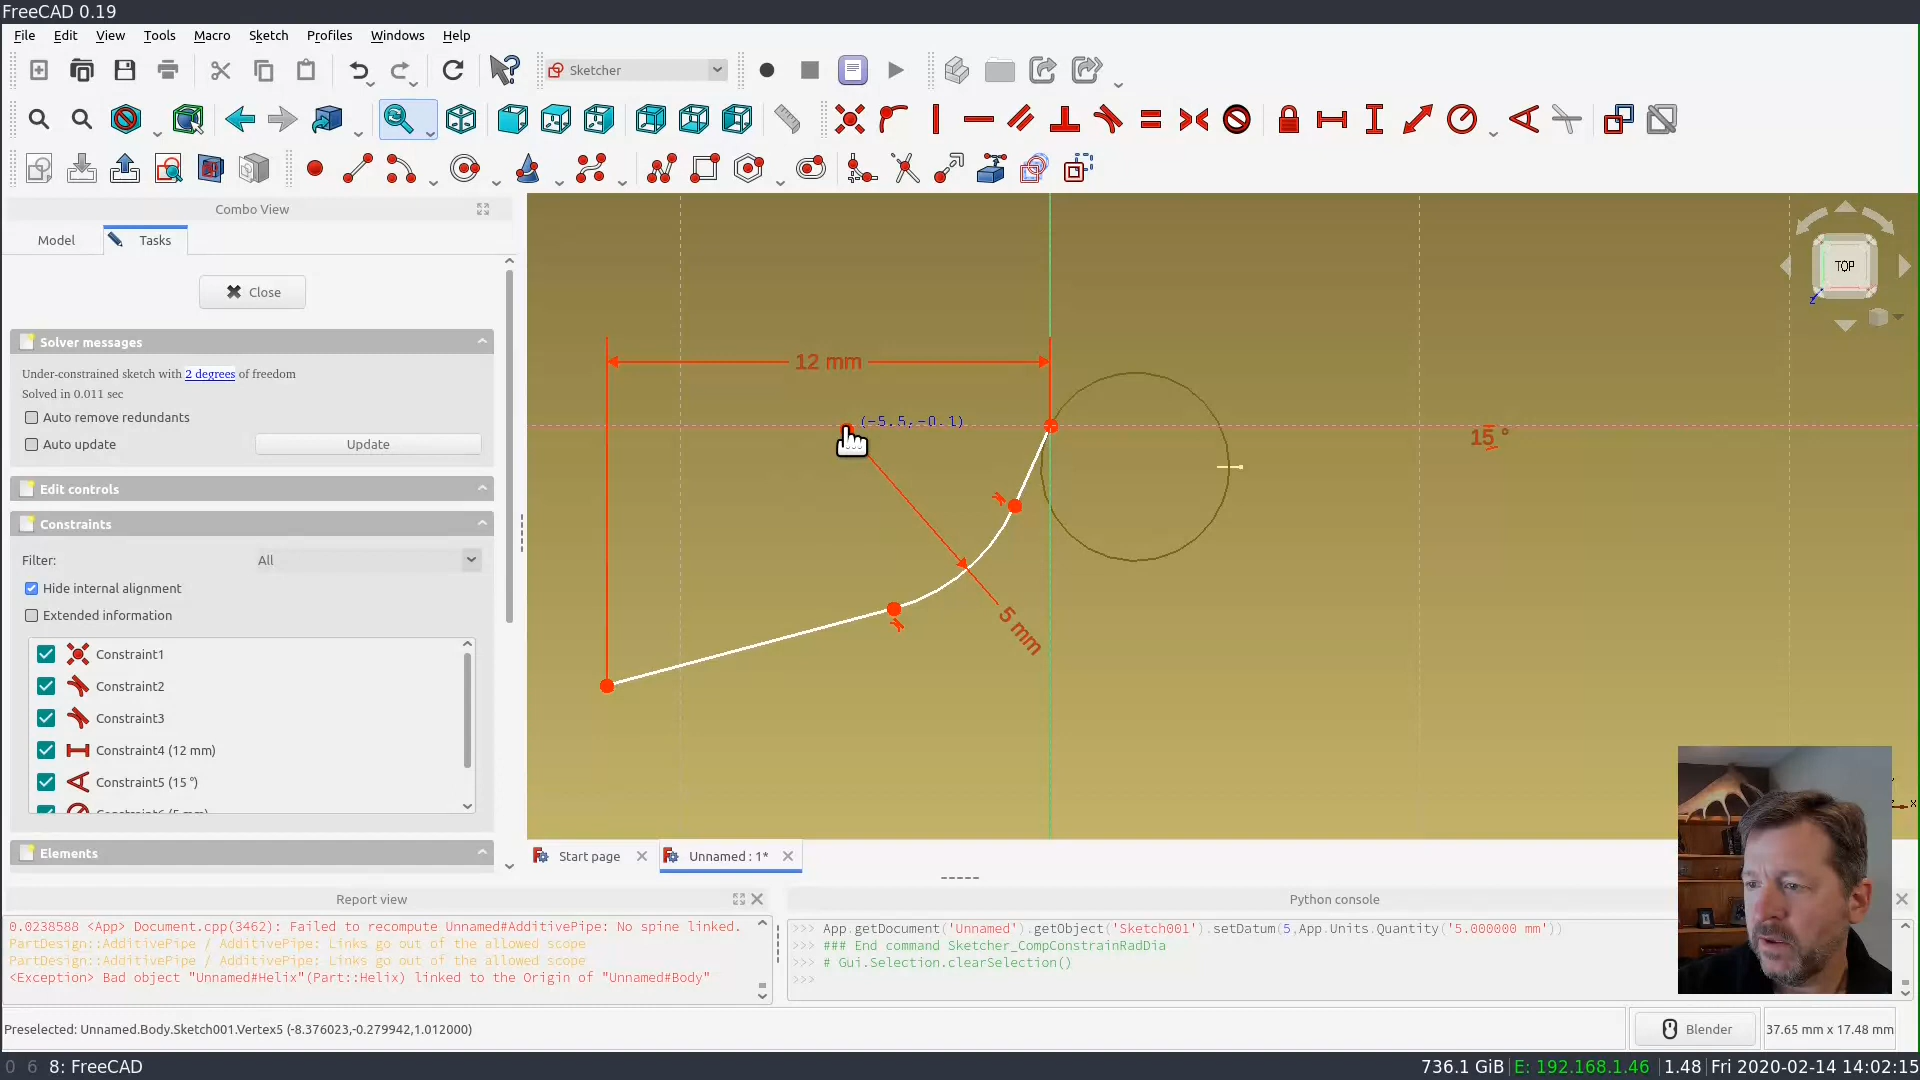 FreeCAD 0.19
File Edit View Tools Macro Sketch Profiles Windows Help
Sketcher
Combo View
Model Tasks
Close
Solver messages
Under-constrained sketch with 2 degrees of freedom
Solved in 0.011 sec
Auto remove redundants
Auto update Update
Edit controls
Constraints
Filter: All
Hide internal alignment
Extended information
Constraint1
Constraint2
Constraint3
Constraint4 (12 mm)
Constraint5 (15 °)
Constraint6 (5 mm)
Elements
12 mm
(-5.5,-0.1)
15 °
5 mm
TOP
z
x
Start page Unnamed : 1*
Report view
0.0238588 <App> Document.cpp(3462): Failed to recompute Unnamed#AdditivePipe: No spine linked.
PartDesign::AdditivePipe / AdditivePipe: Links go out of the allowed scope
PartDesign::AdditivePipe / AdditivePipe: Links go out of the allowed scope
<Exception> Bad object "Unnamed#Helix"(Part::Helix) linked to the Origin of "Unnamed#Body"
Python console
>>> App.getDocument('Unnamed').getObject('Sketch001').setDatum(5,App.Units.Quantity('5.000000 mm'))
>>> ### End command Sketcher_CompConstrainRadDia
>>> # Gui.Selection.clearSelection()
>>>
Preselected: Unnamed.Body.Sketch001.Vertex5 (-8.376023,-0.279942,1.012000)
Blender 37.65 mm x 17.48 mm
0 6 8: FreeCAD
736.1 GiB E: 192.168.1.46 1.48 Fri 2020-02-14 14:02:15